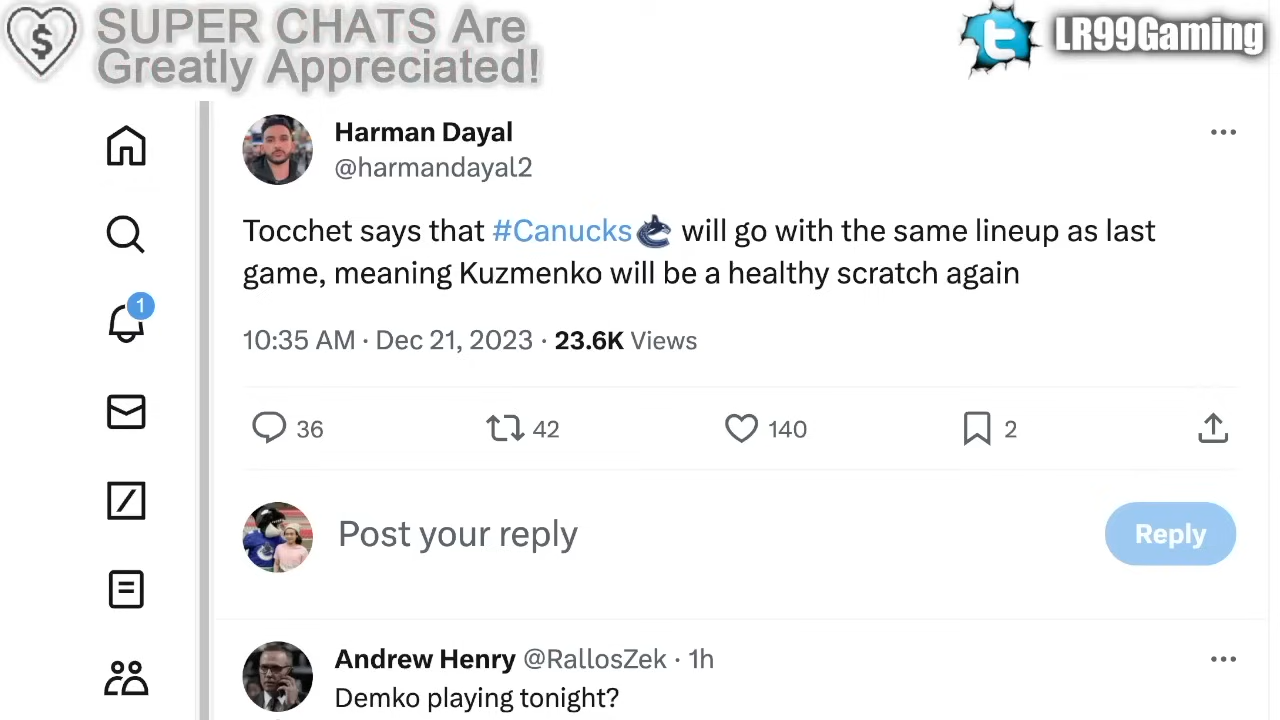 SUPER CHATS Are
Greatly Appreciated!
LR99Gaming
Harman Dayal
@harmandayal2
Tocchet says that #Canucks will go with the same lineup as last
game, meaning Kuzmenko will be a healthy scratch again
10:35 AM · Dec 21, 2023 · 23.6K Views
36 42 140 2
1
Post your reply
Reply
Andrew Henry @RallosZek · 1h
Demko playing tonight?